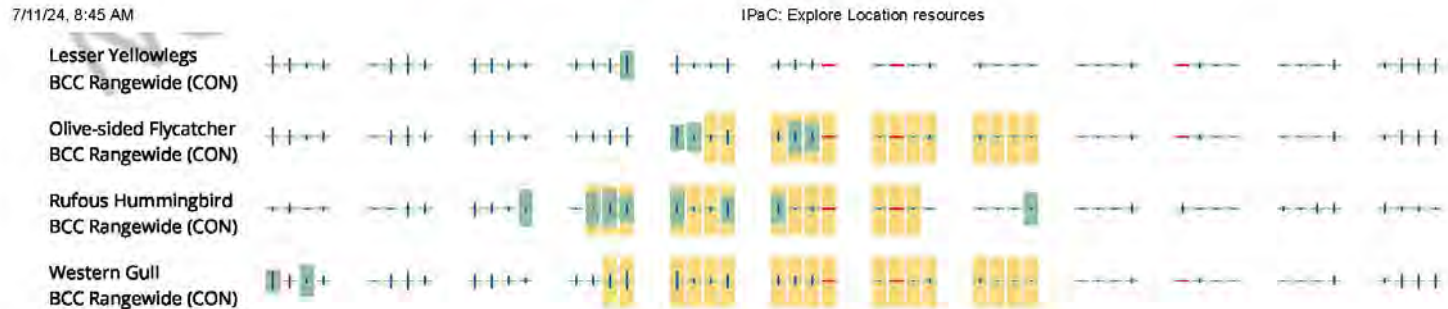 7/11/24, 8:45 AM
IPaC: Explore Location resources
Lesser Yellowlegs
BCC Rangewide (CON)
Olive-sided Flycatcher
BCC Rangewide (CON)
Rufous Hummingbird
BCC Rangewide (CON)
Western Gull
BCC Rangewide (CON)